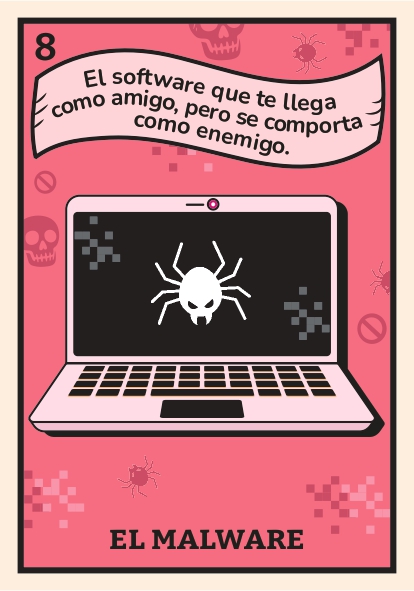 8
El software que te llega
como amigo, pero se comporta
como enemigo.
EL MALWARE